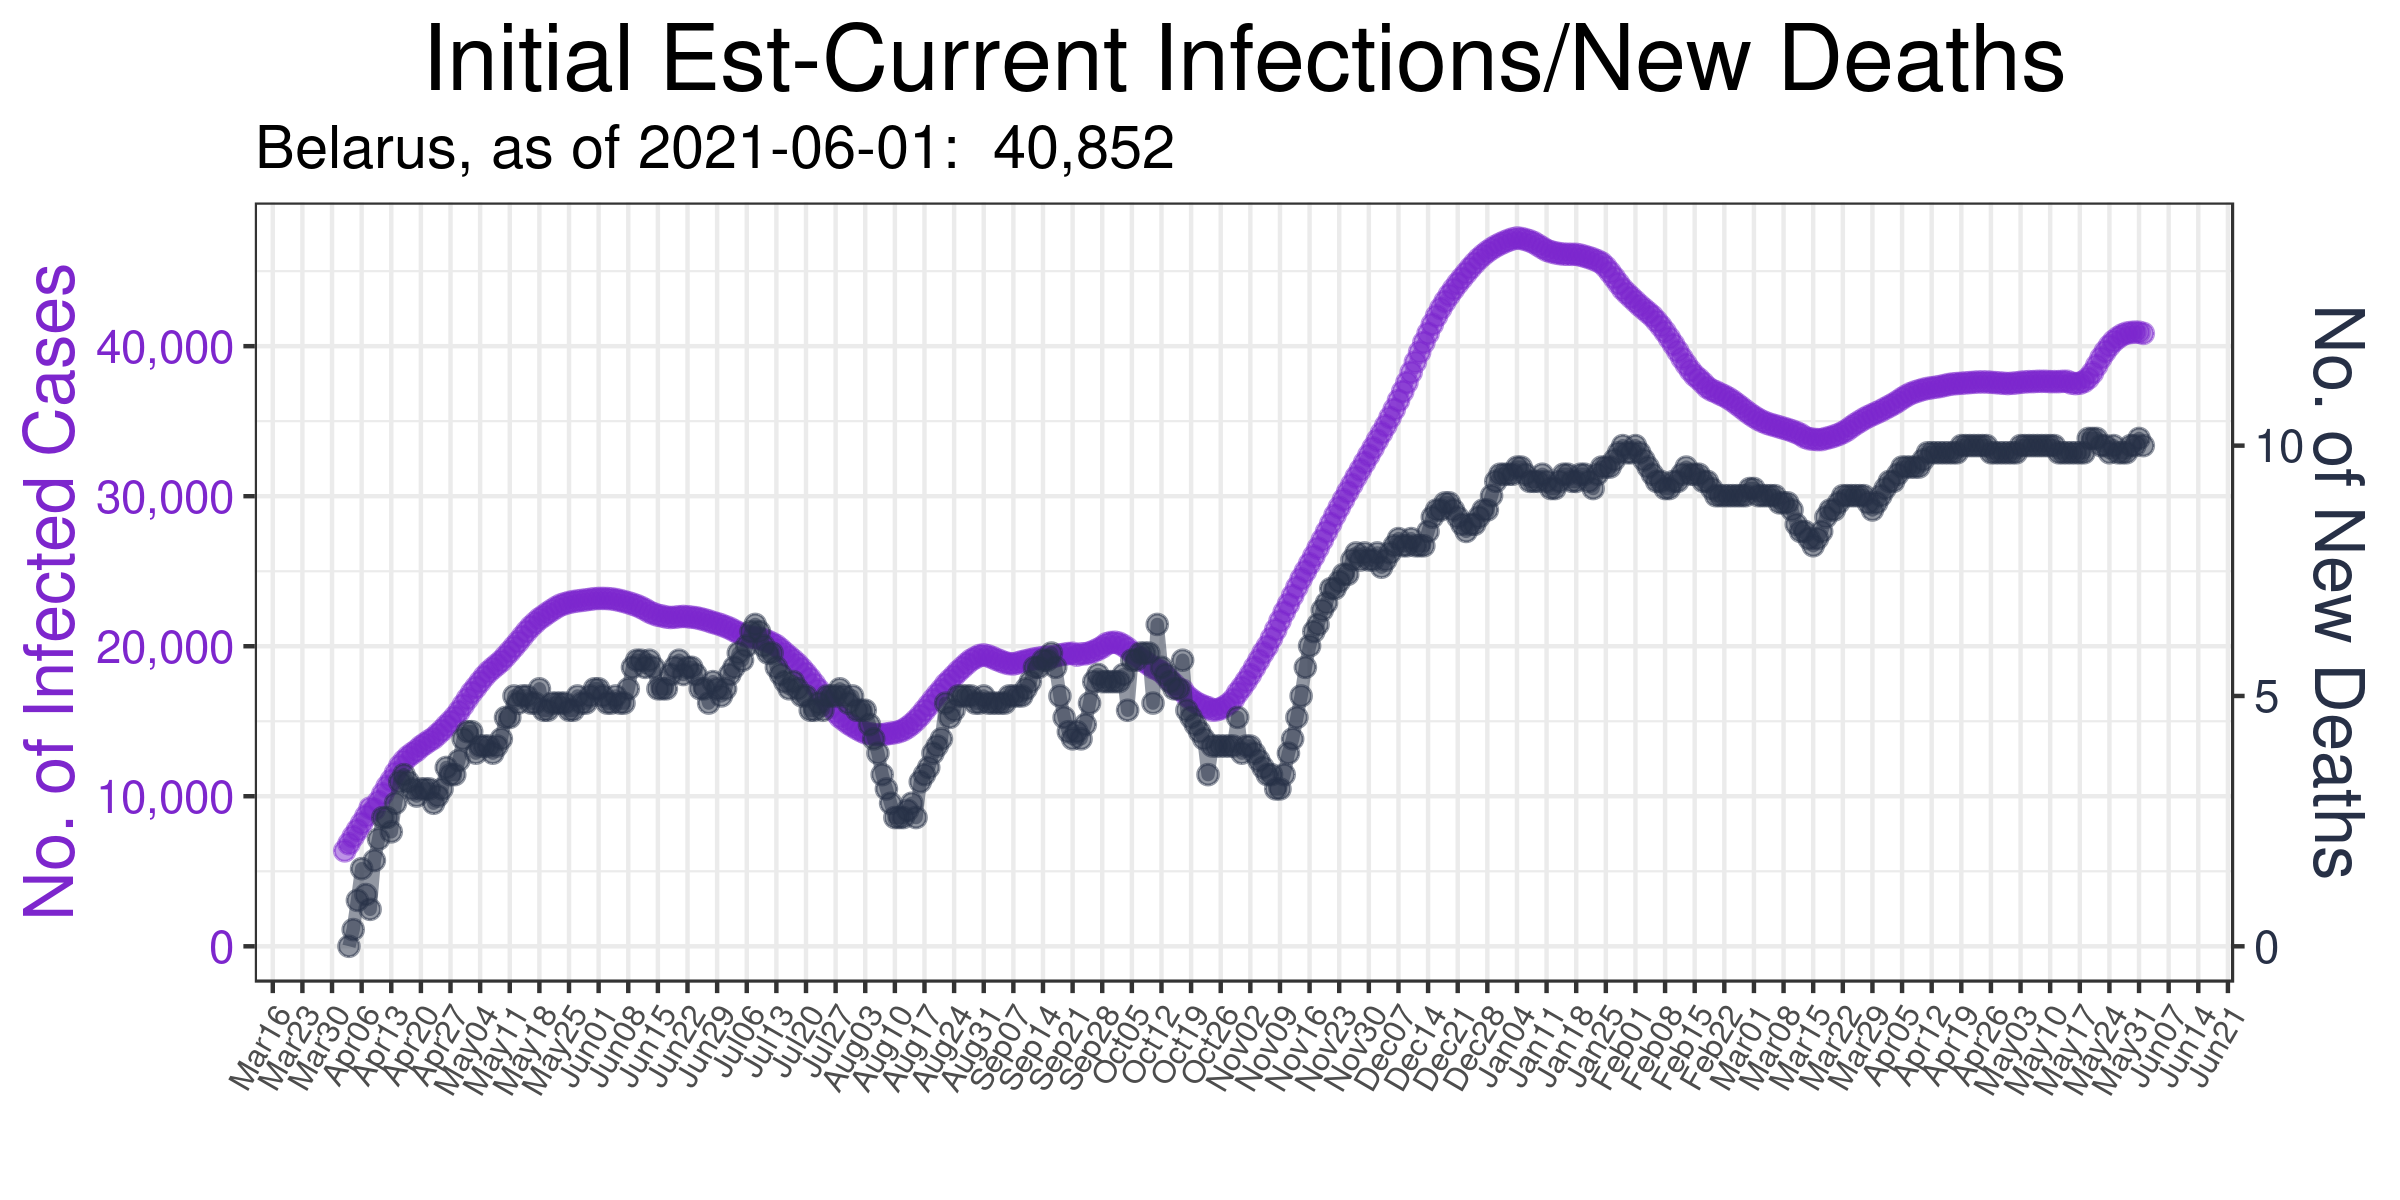 Initial Est-Current Infections/New Deaths
Belarus, as of 2021-06-01:  40,852
No. of Infected Cases
40,000
30,000
20,000
10,000
0
No. of New Deaths
10
5
0
Mar16
Mar23
Mar30
Apr06
Apr13
Apr20
Apr27
May04
May11
May18
May25
Jun01
Jun08
Jun15
Jun22
Jun29
Jul06
Jul13
Jul20
Jul27
Aug03
Aug10
Aug17
Aug24
Aug31
Sep07
Sep14
Sep21
Sep28
Oct05
Oct12
Oct19
Oct26
Nov02
Nov09
Nov16
Nov23
Nov30
Dec07
Dec14
Dec21
Dec28
Jan04
Jan11
Jan18
Jan25
Feb01
Feb08
Feb15
Feb22
Mar01
Mar08
Mar15
Mar22
Mar29
Apr05
Apr12
Apr19
Apr26
May03
May10
May17
May24
May31
Jun07
Jun14
Jun21